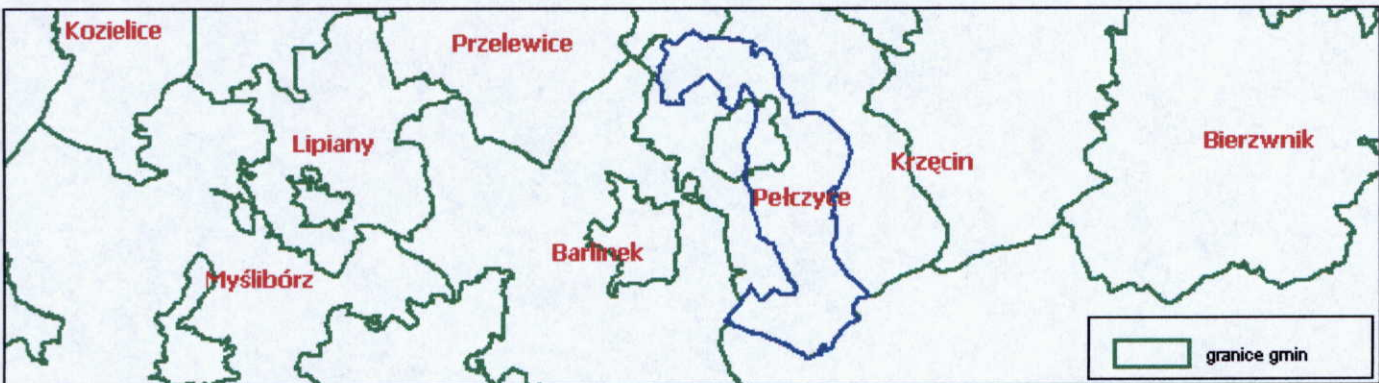 Kozielice
Przelewice
Lipiany
Krzęcin
Bierzwnik
Pełczyce
Barlinek
Myślibórz
granice gmin